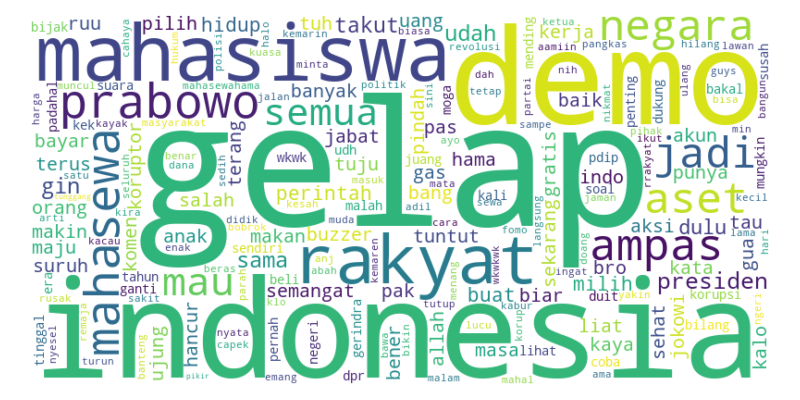 gelap
indonesia
demo
mahasiswa
rakyat
mahasewa
prabowo
negara
jadi
ampas
aset
mau
semua
bijak
ruu
pilih
hidup
tuh
takut
uang
udah
kerja
mending
pangkas
hilang
lawan
ketua
revolusi
aamiin
biasa
kemarin
halo
polisi
hukum
cahaya
kuasa
minta
mahasewahama
politik
dah
nih
guys
bangun
susah
bakal
bisa
ulang
dukung
penting
nikmat
partai
tetap
baik
sini
moga
pindah
banyak
jalan
suara
muncul
padahal
harga
kek
kayak
koruptor
masyarakat
terang
jabat
wkwk
udh
tuju
juang
ayo
pas
hama
indo
pdip
ikut
pihak
akun
min
rrakyat
mungkin
punya
soal
jaman
kecil
bayar
terus
arti
satu
dana
benar
seluruh
komen
salah
perintah
sedih
masuk
malah
gas
bang
mata
adil
kali
sewa
langsung
sekaranggratis
gin
orang
tunggang
kira
anak
didik
bobrok
kesah
muda
cara
fomo
doang
aksi
dulu
tau
lama
hari
gua
makin
maju
kacau
enak
sendiri
makan
buzzer
sama
tuntut
bro
kata
presiden
suruh
era
tahun
ganti
beras
parah
beli
anj
abah
kemaren
menang
wkwkwk
ingat
milih
duit
yakin
korupsi
rusak
sakit
hancur
klo
semangat
pak
tutup
kabur
buat
biar
liat
kaya
sehat
jokowi
bilang
kalo
ngeri
tinggal
nyesel
remaja
banteng
ujung
turun
pikir
nyata
capek
pernah
emang
negeri
dpr
gerindra
lucu
bawa
bener
bikin
allah
malam
korup
masa
lihat
mahal
coba
ama